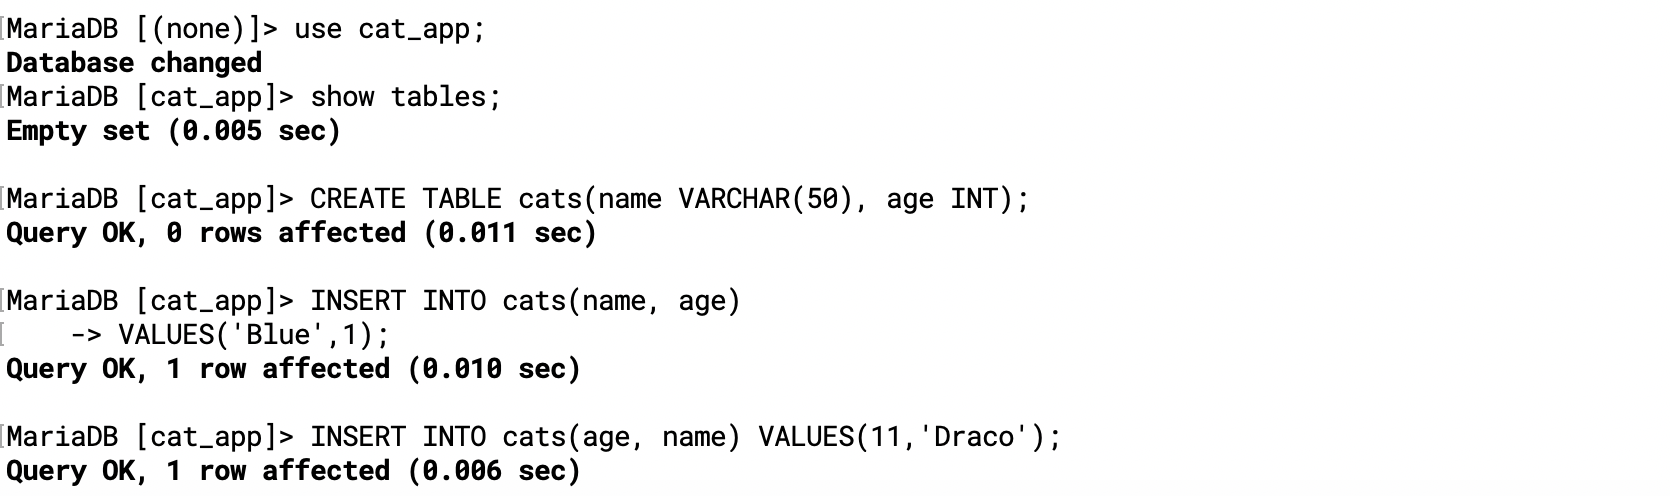 MariaDB [(none)]> use cat_app;
Database changed
MariaDB [cat_app]> show tables;
Empty set (0.005 sec)
MariaDB [cat_app]> CREATE TABLE cats(name VARCHAR(50), age INT);
Query OK, 0 rows affected (0.011 sec)
MariaDB [cat_app]> INSERT INTO cats(name, age)
    -> VALUES('Blue',1);
Query OK, 1 row affected (0.010 sec)
MariaDB [cat_app]> INSERT INTO cats(age, name) VALUES(11,'Draco');
Query OK, 1 row affected (0.006 sec)